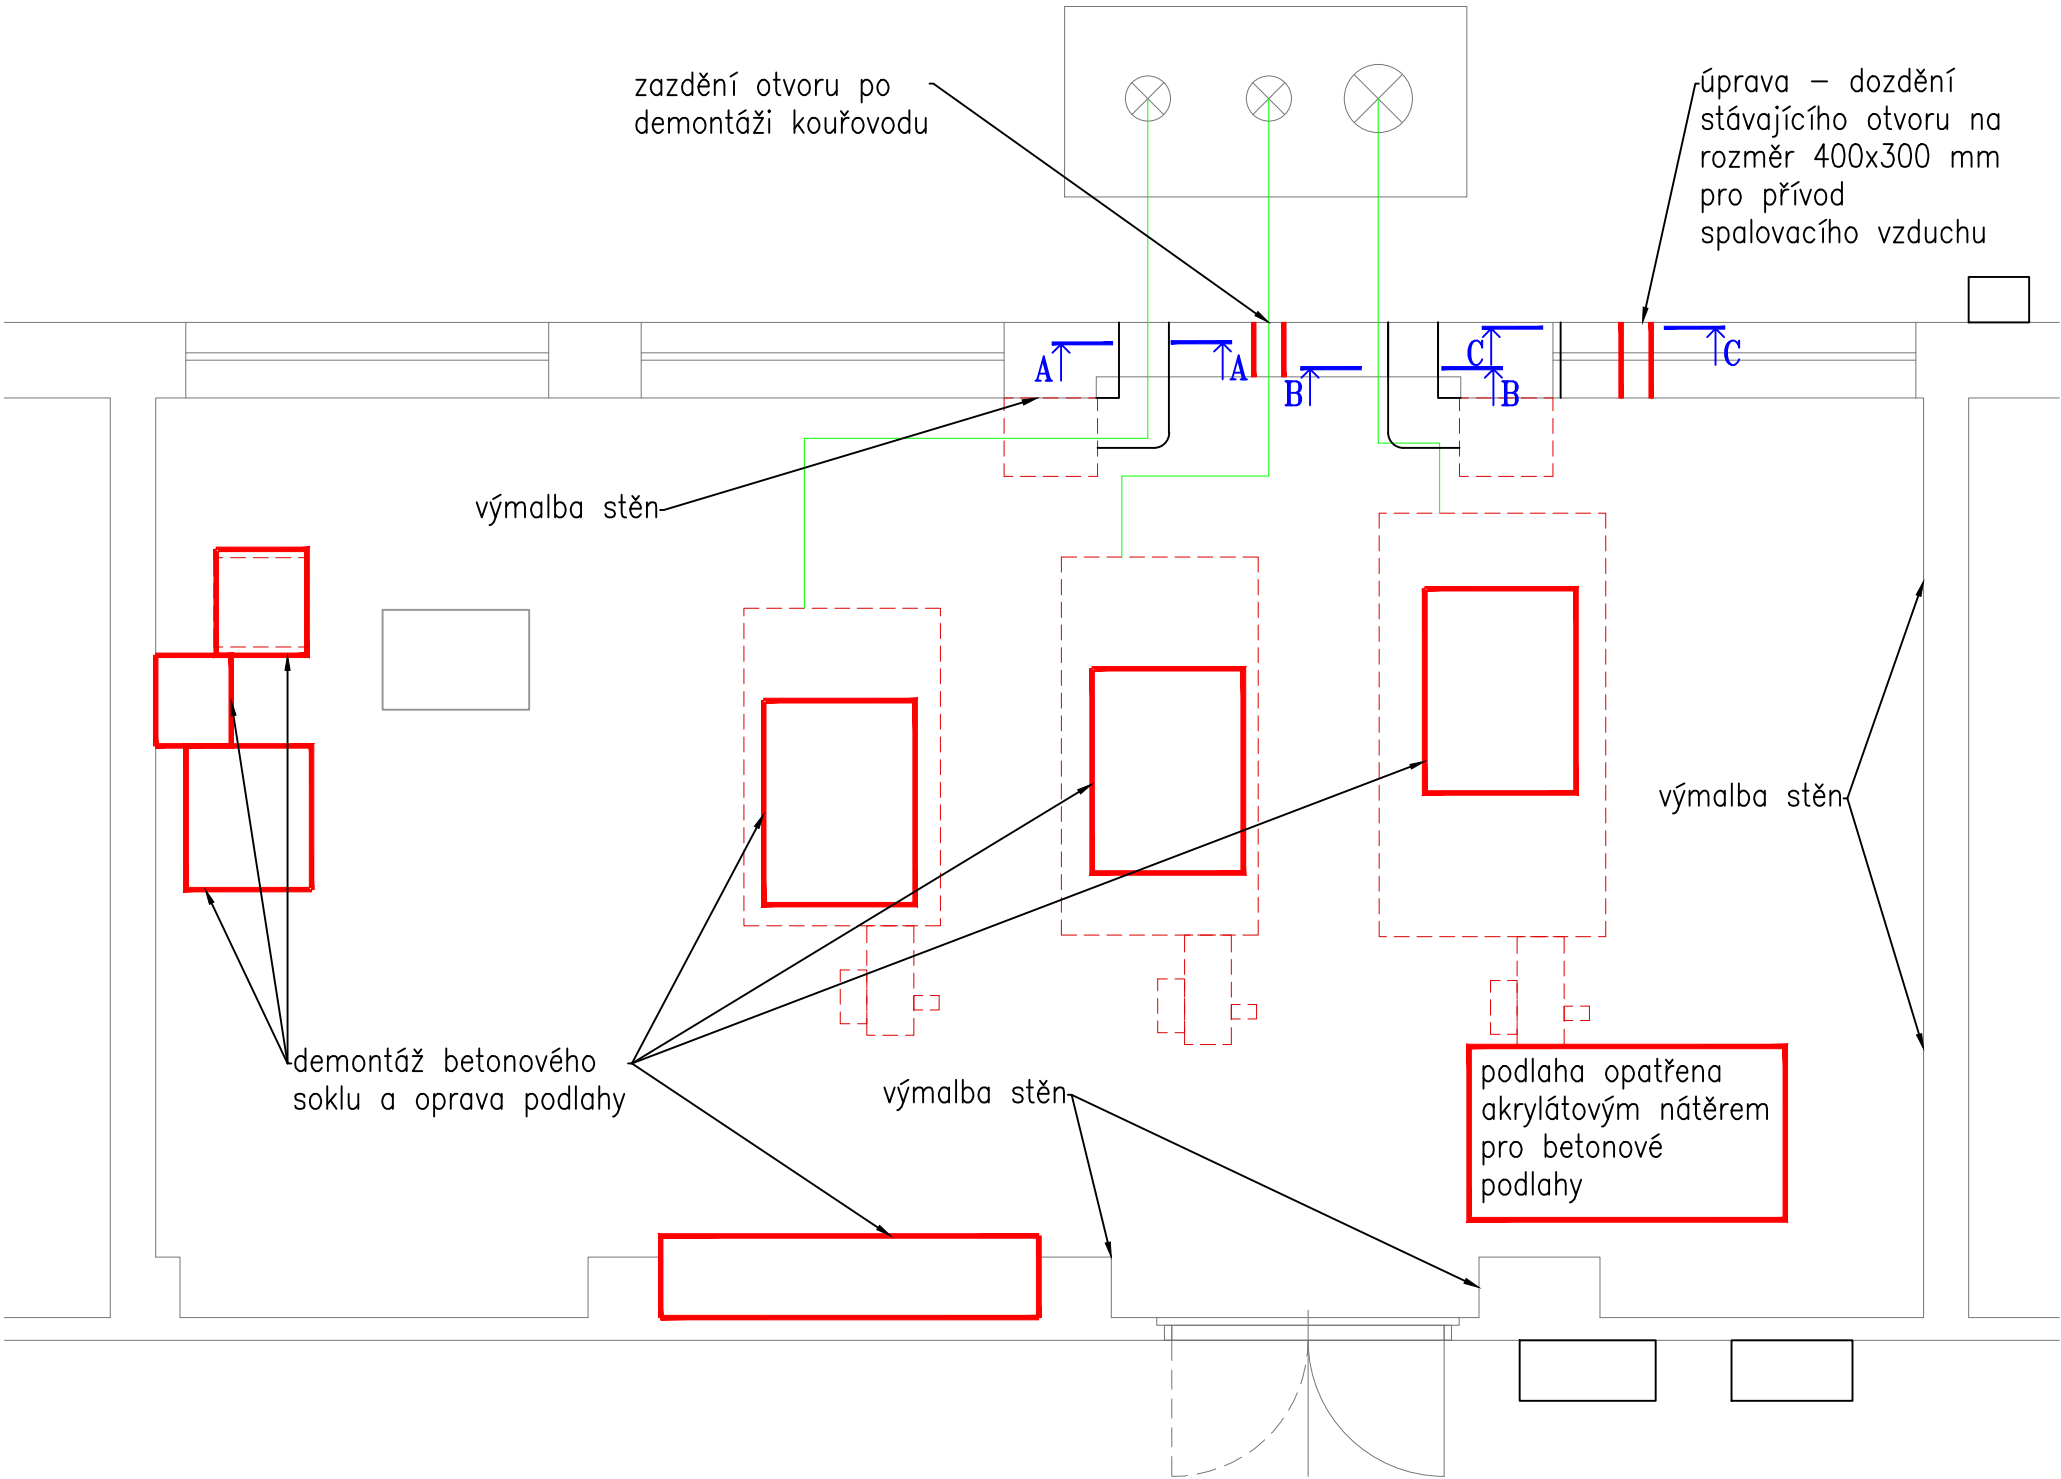 zazdění otvoru po
demontáži kouřovodu
úprava – dozdění
stávajícího otvoru na
rozměr 400x300 mm
pro přívod
spalovacího vzduchu
A
A
B
B
C
C
výmalba stěn
výmalba stěn
demontáž betonového
soklu a oprava podlahy
výmalba stěn
podlaha opatřena
akrylátovým nátěrem
pro betonové
podlahy